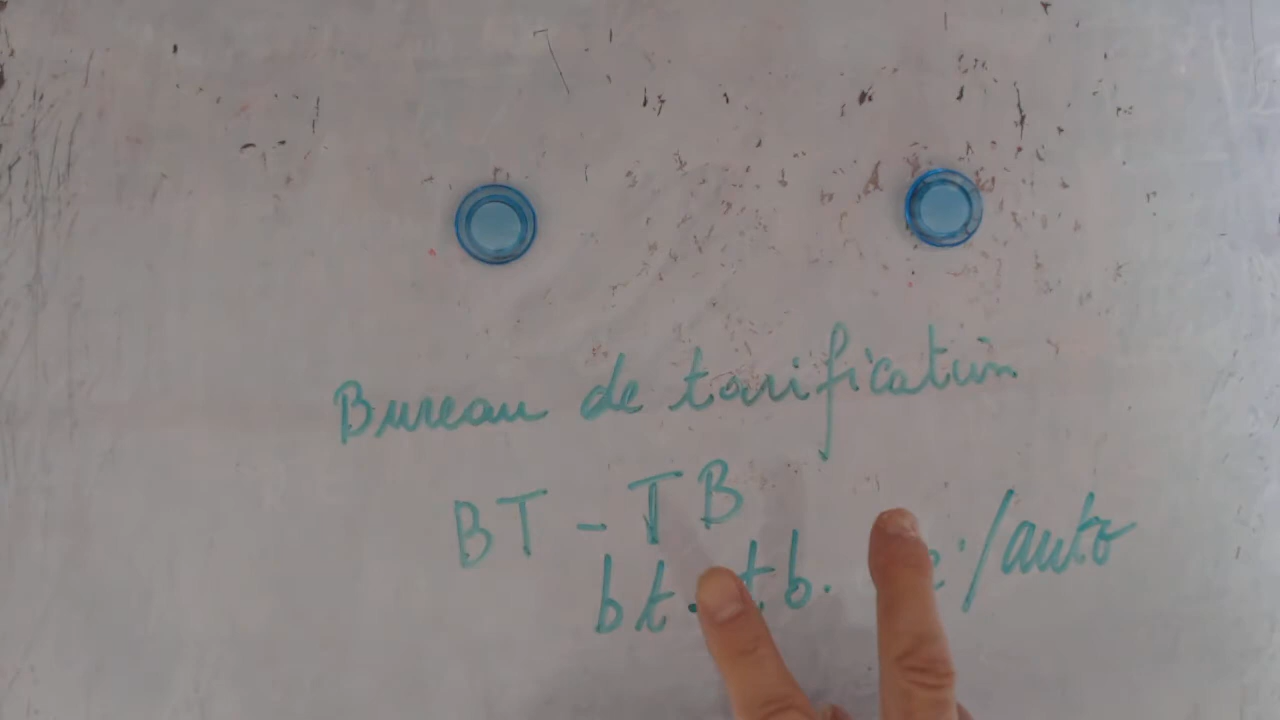 Bureau de tarification
BT - TB
bt. tb. /auto